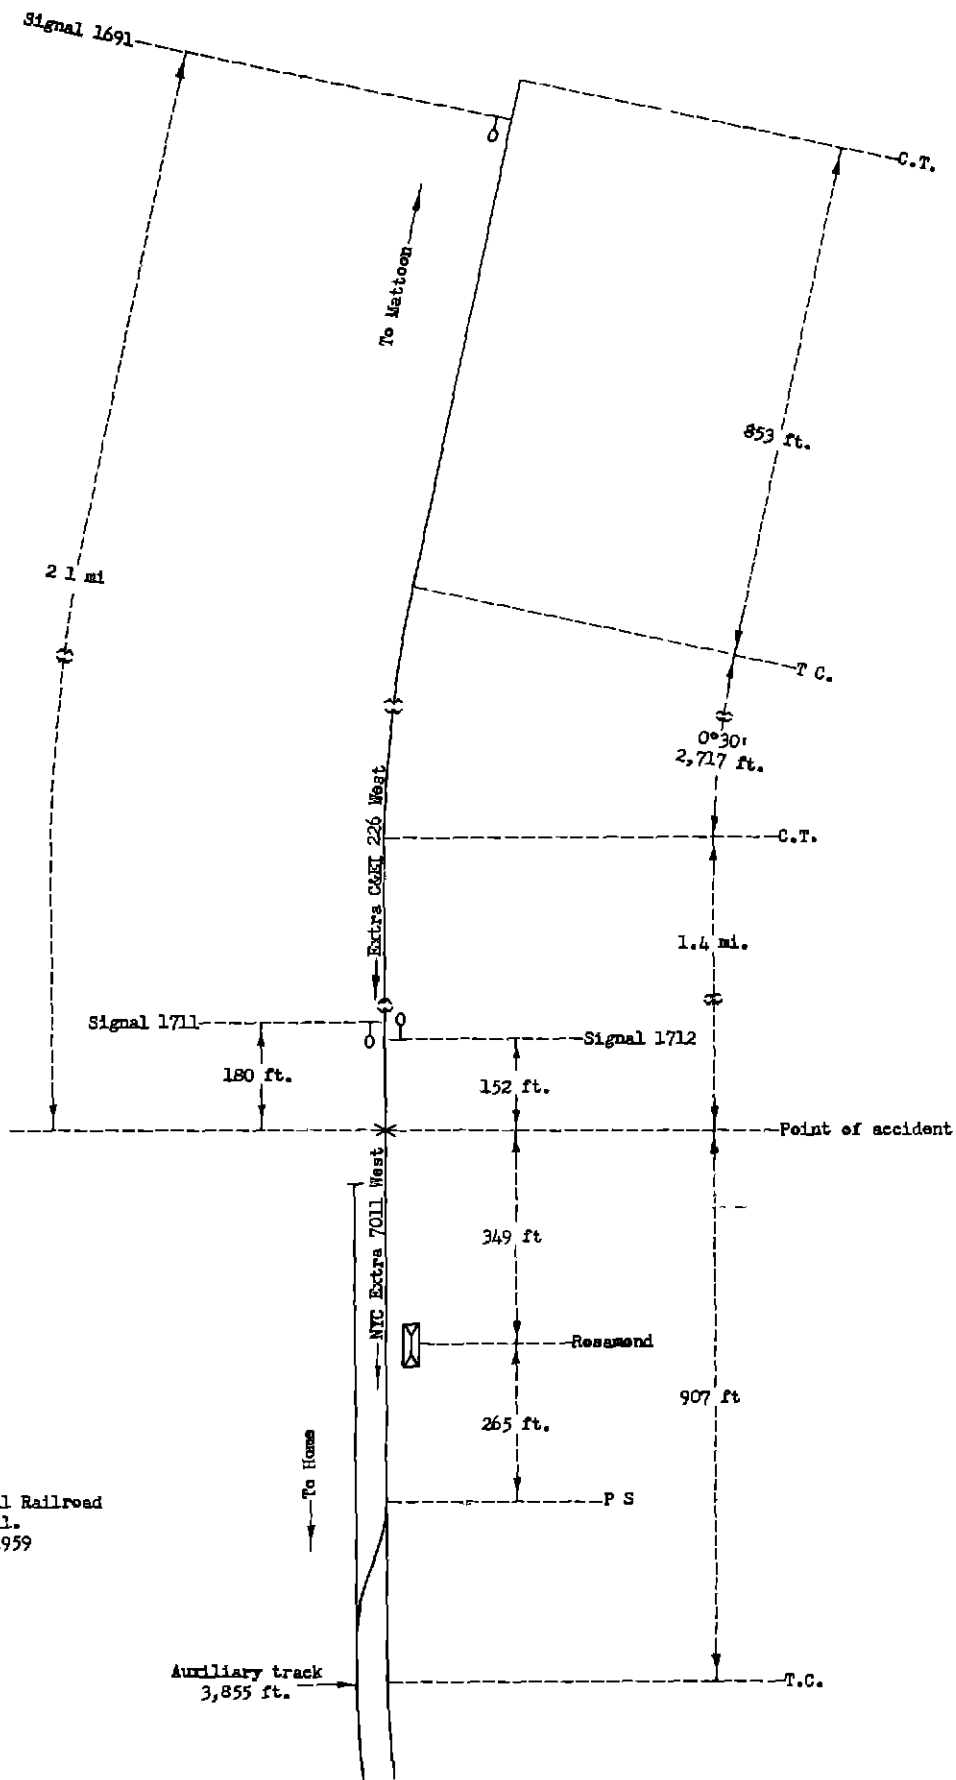 Signal 1691
C.T.
To Mattoon
853 ft.
2 1 mi
T C.
0°30'
2,717 ft.
Extra C&EI 226 West
C.T.
1.4 mi.
Signal 1711
Signal 1712
180 ft.
152 ft.
Point of accident
NYC Extra 7011 West
349 ft
Rosamond
907 ft
265 ft.
To Home
P S
l Railroad
l.
959
Auxiliary track
3,855 ft.
T.C.